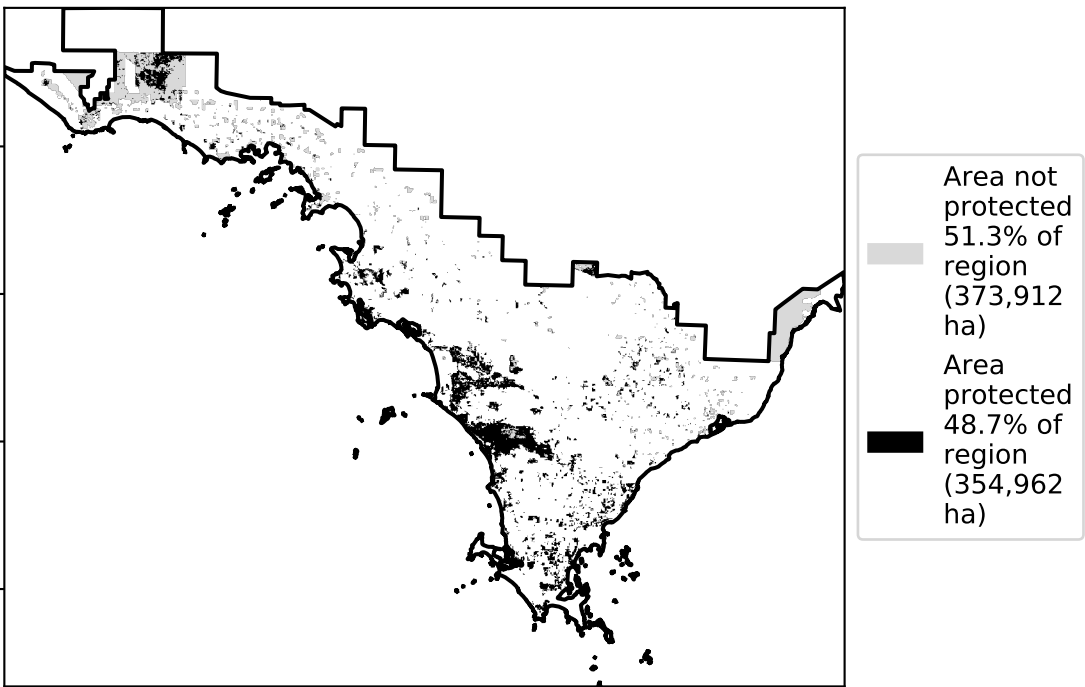 Area not
protected
51.3% of
region
(373,912
ha)
Area
protected
48.7% of
region
(354,962
ha)